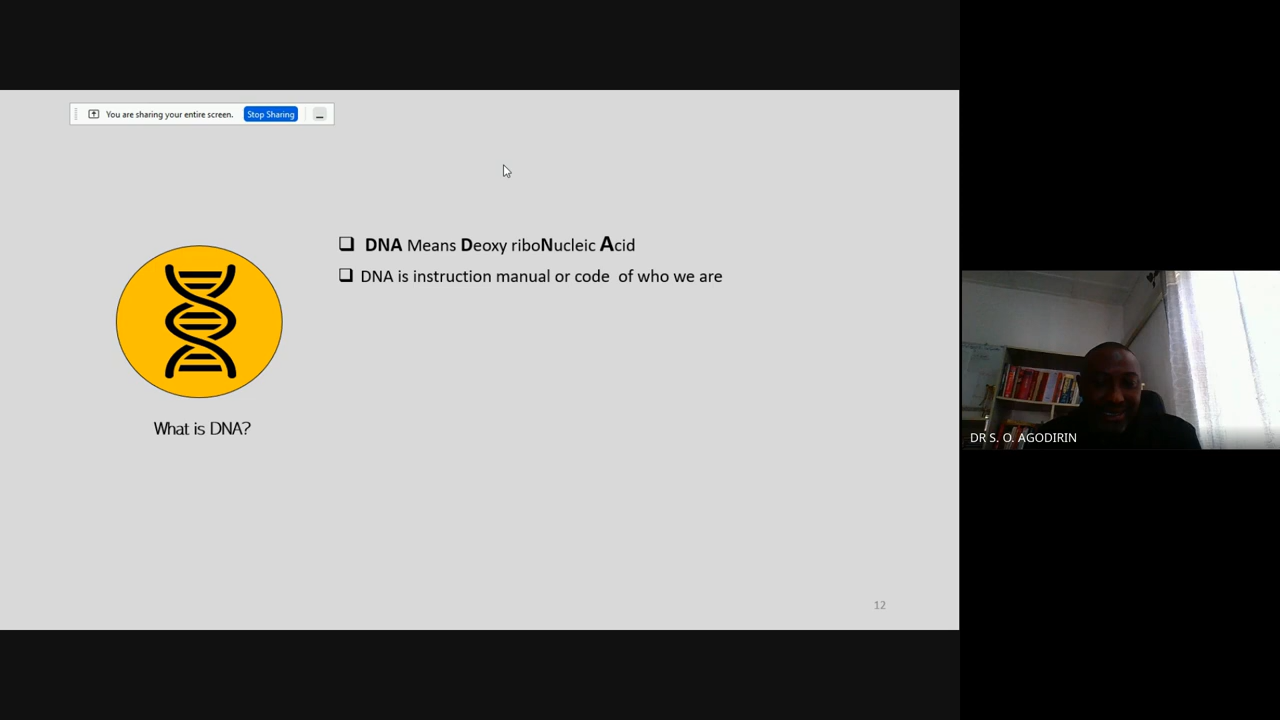 You are sharing your entire screen. Stop Sharing
❑ DNA Means Deoxy riboNucleic Acid
❑ DNA is instruction manual or code of who we are
What is DNA?
DR S. O. AGODIRIN
12